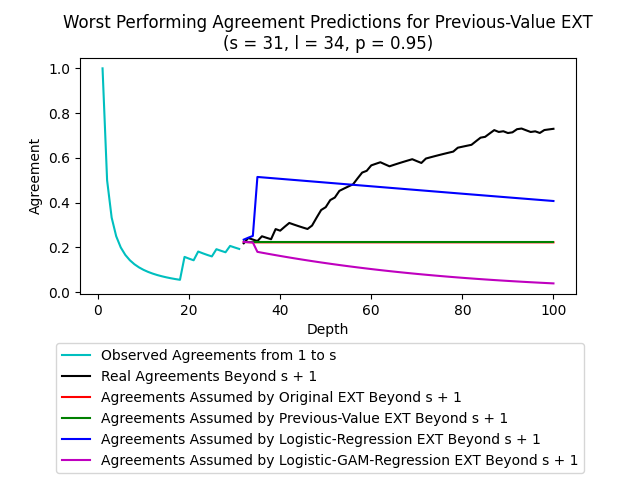 Worst Performing Agreement Predictions for Previous-Value EXT
(s = 31, l = 34, p = 0.95)
1.0
0.8
0.6
0.4
0.2
0.0
Agreement
0 20 40 60 80 100
Depth
Observed Agreements from 1 to s
Real Agreements Beyond s + 1
Agreements Assumed by Original EXT Beyond s + 1
Agreements Assumed by Previous-Value EXT Beyond s + 1
Agreements Assumed by Logistic-Regression EXT Beyond s + 1
Agreements Assumed by Logistic-GAM-Regression EXT Beyond s + 1